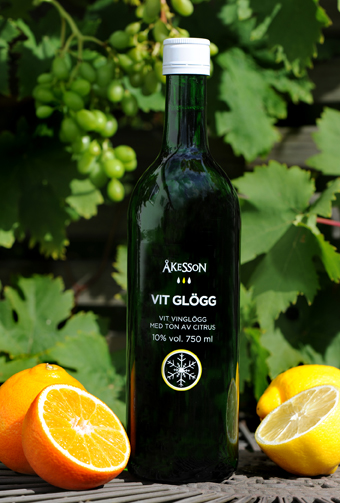 ÅKESSON
VIT GLÖGG
VIT VINGLÖGG
MED TON AV CITRUS
10% vol. 750 ml